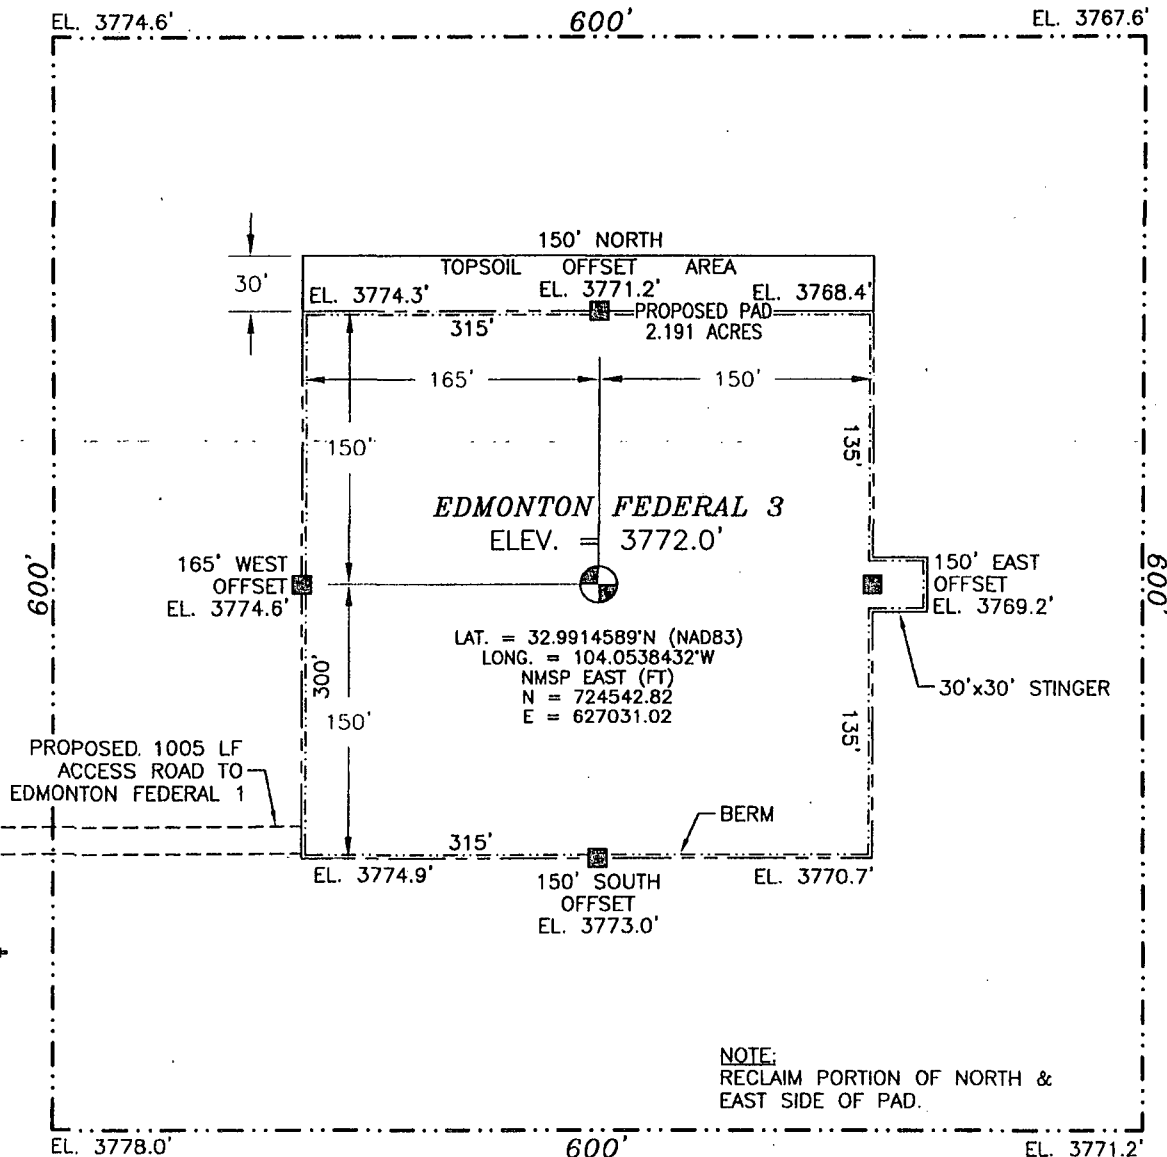 EL. 3774.6'
600'
EL. 3767.6'
150' NORTH
TOPSOIL OFFSET AREA
30'
EL. 3774.3'
EL. 3771.2'
EL. 3768.4'
PROPOSED PAD
2.191 ACRES
315'
165'
150'
150'
135'
EDMONTON FEDERAL 3
ELEV. = 3772.0'
165' WEST
OFFSET
EL. 3774.6'
150' EAST
OFFSET
EL. 3769.2'
600'
600'
LAT. = 32.9914589°N (NAD83)
LONG. = 104.0538432°W
NMSP EAST (FT)
N = 724542.82
E = 627031.02
30'x30' STINGER
300'
150'
135'
PROPOSED. 1005 LF
ACCESS ROAD TO
EDMONTON FEDERAL 1
BERM
315'
EL. 3774.9'
150' SOUTH
OFFSET
EL. 3773.0'
EL. 3770.7'
NOTE:
RECLAIM PORTION OF NORTH &
EAST SIDE OF PAD.
EL. 3778.0'
600'
EL. 3771.2'